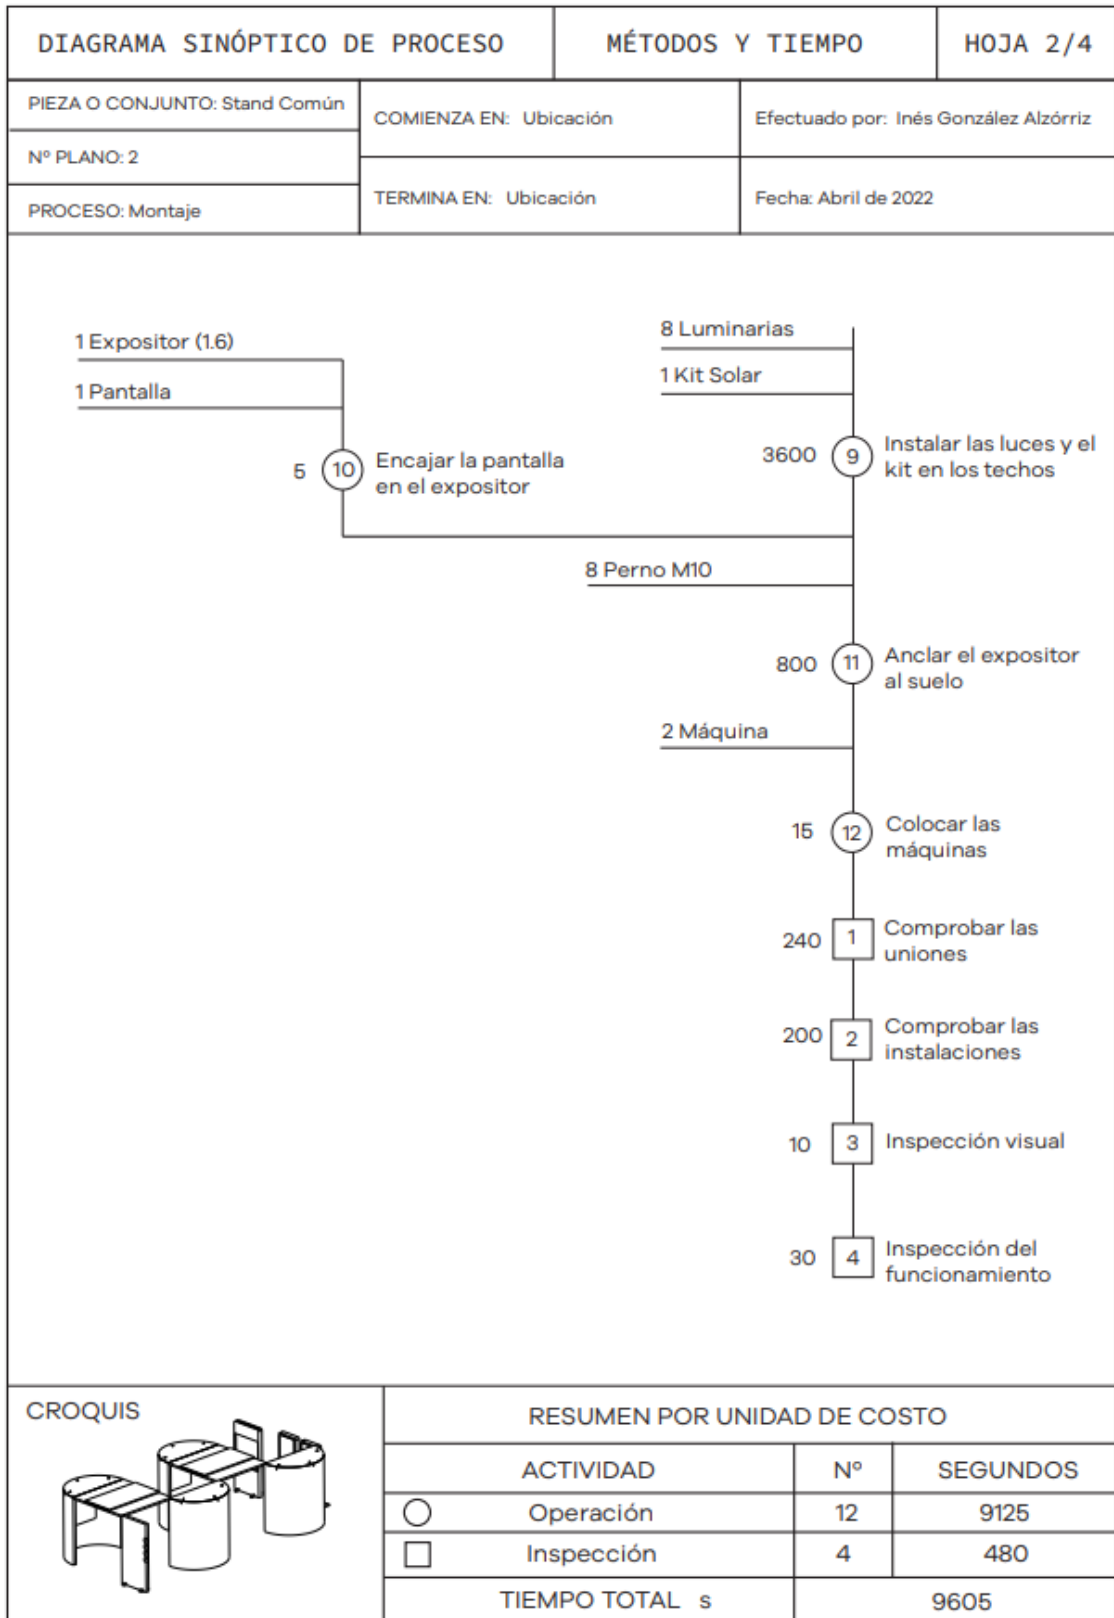 DIAGRAMA SINÓPTICO DE PROCESO
MÉTODOS Y TIEMPO
HOJA 2/4
PIEZA O CONJUNTO: Stand Común
Nº PLANO: 2
PROCESO: Montaje
COMIENZA EN: Ubicación
TERMINA EN: Ubicación
Efectuado por: Inés González Alzórriz
Fecha: Abril de 2022
1 Expositor (1.6)
1 Pantalla
5
10
Encajar la pantalla
en el expositor
8 Luminarias
1 Kit Solar
3600
9
Instalar las luces y el
kit en los techos
8 Perno M10
800
11
Anclar el expositor
al suelo
2 Máquina
15
12
Colocar las
máquinas
240
1
Comprobar las
uniones
200
2
Comprobar las
instalaciones
10
3
Inspección visual
30
4
Inspección del
funcionamiento
CROQUIS
RESUMEN POR UNIDAD DE COSTO
ACTIVIDAD
Nº
SEGUNDOS
Operación
12
9125
Inspección
4
480
TIEMPO TOTAL s
9605